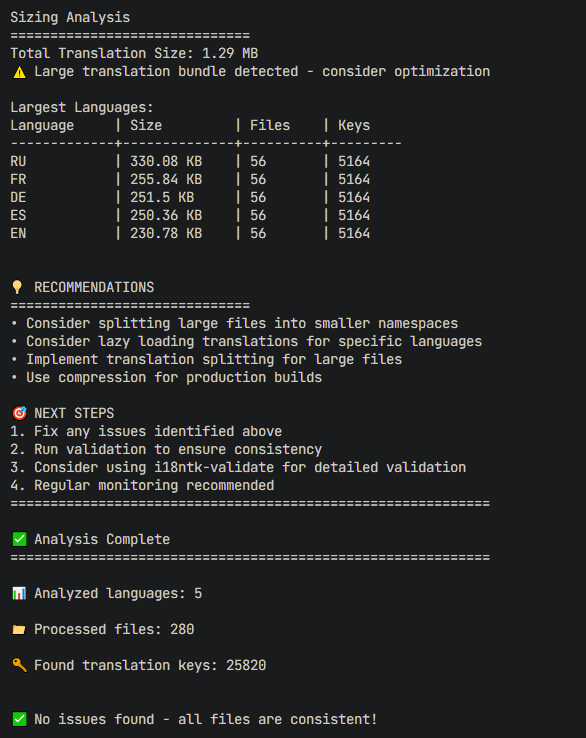 Sizing Analysis
==============================
Total Translation Size: 1.29 MB
⚠️ Large translation bundle detected - consider optimization
Largest Languages:
Language     | Size         | Files    | Keys
-------------+--------------+----------+---------
RU           | 330.08 KB    | 56       | 5164
FR           | 255.84 KB    | 56       | 5164
DE           | 251.5 KB     | 56       | 5164
ES           | 250.36 KB    | 56       | 5164
EN           | 230.78 KB    | 56       | 5164
💡 RECOMMENDATIONS
==============================
• Consider splitting large files into smaller namespaces
• Consider lazy loading translations for specific languages
• Implement translation splitting for large files
• Use compression for production builds
🎯 NEXT STEPS
1. Fix any issues identified above
2. Run validation to ensure consistency
3. Consider using i18ntk-validate for detailed validation
4. Regular monitoring recommended
============================================================
✅ Analysis Complete
============================================================
📊 Analyzed languages: 5
📂 Processed files: 280
🔑 Found translation keys: 25820
✅ No issues found - all files are consistent!